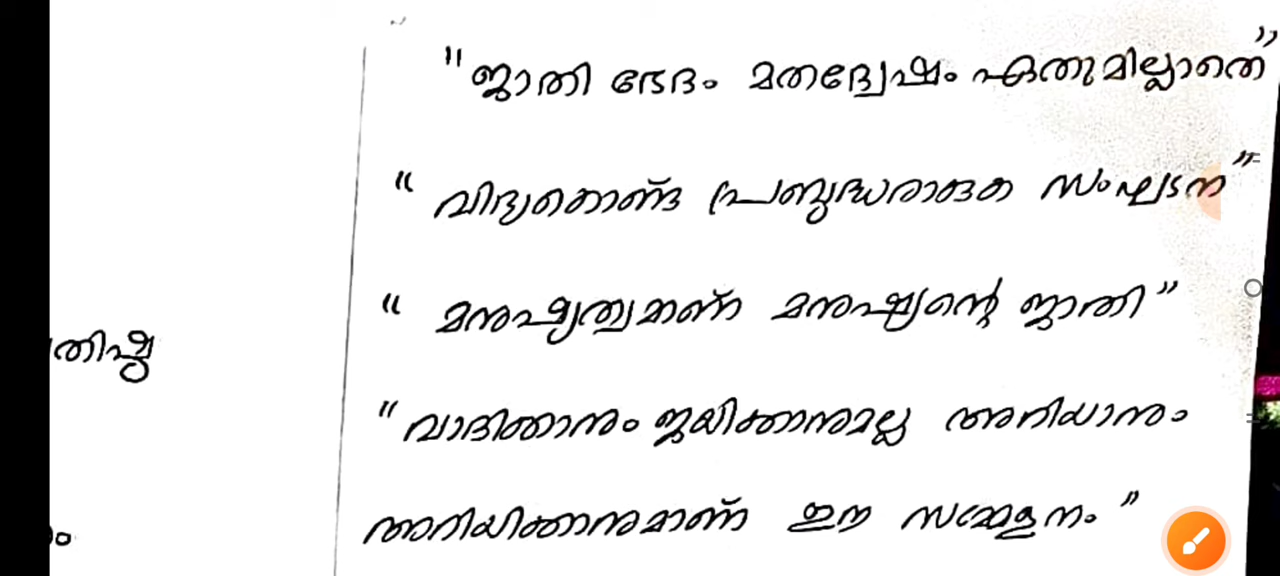 "ജാതി ഭേദം മതദ്വേഷം ഏതുമില്ലാതെ"
"വിദ്യകൊണ്ട് പ്രബുദ്ധരാകുക സംഘടന"
"മനുഷ്യത്വമാണ് മനുഷ്യന്റെ ജാതി"
തിഷ്ഠ
"വാദിക്കാനും ജയിക്കാനുമല്ല അറിയാനും
അറിയിക്കാനുമാണ് ഈ സമ്മേളനം"